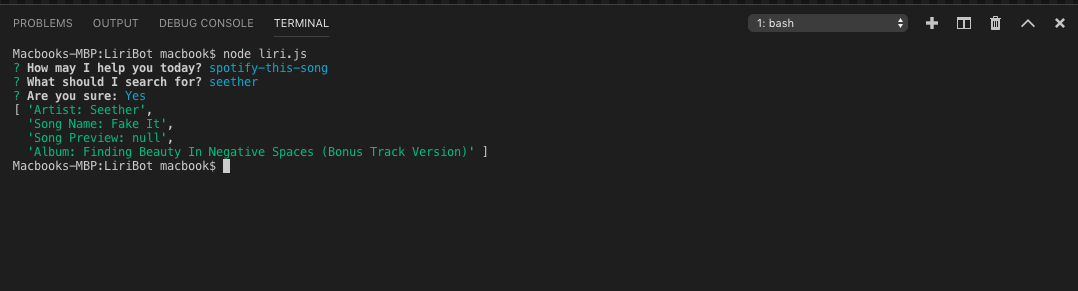 PROBLEMS OUTPUT DEBUG CONSOLE TERMINAL 1: bash
Macbooks-MBP:LiriBot macbook$ node liri.js
? How may I help you today? spotify-this-song
? What should I search for? seether
? Are you sure: Yes
[ 'Artist: Seether',
'Song Name: Fake It',
'Song Preview: null',
'Album: Finding Beauty In Negative Spaces (Bonus Track Version)' ]
Macbooks-MBP:LiriBot macbook$